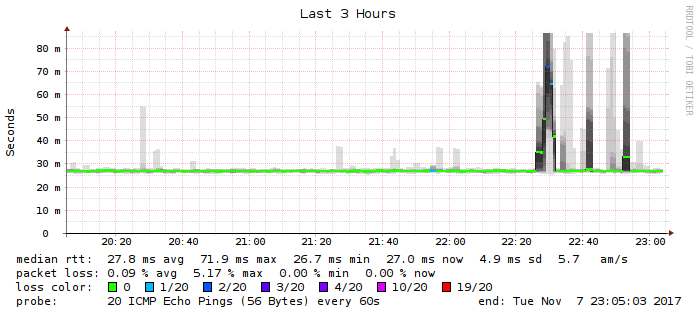 Last 3 Hours
RRDTOOL / TOBI OETIKER
Seconds
80 m
70 m
60 m
50 m
40 m
30 m
20 m
10 m
0
20:20 20:40 21:00 21:20 21:40 22:00 22:20 22:40 23:00
median rtt: 27.8 ms avg 71.9 ms max 26.7 ms min 27.0 ms now 4.9 ms sd 5.7 am/s
packet loss: 0.09 % avg 5.17 % max 0.00 % min 0.00 % now
loss color: 0 1/20 2/20 3/20 4/20 10/20 19/20
probe: 20 ICMP Echo Pings (56 Bytes) every 60s end: Tue Nov 7 23:05:03 2017